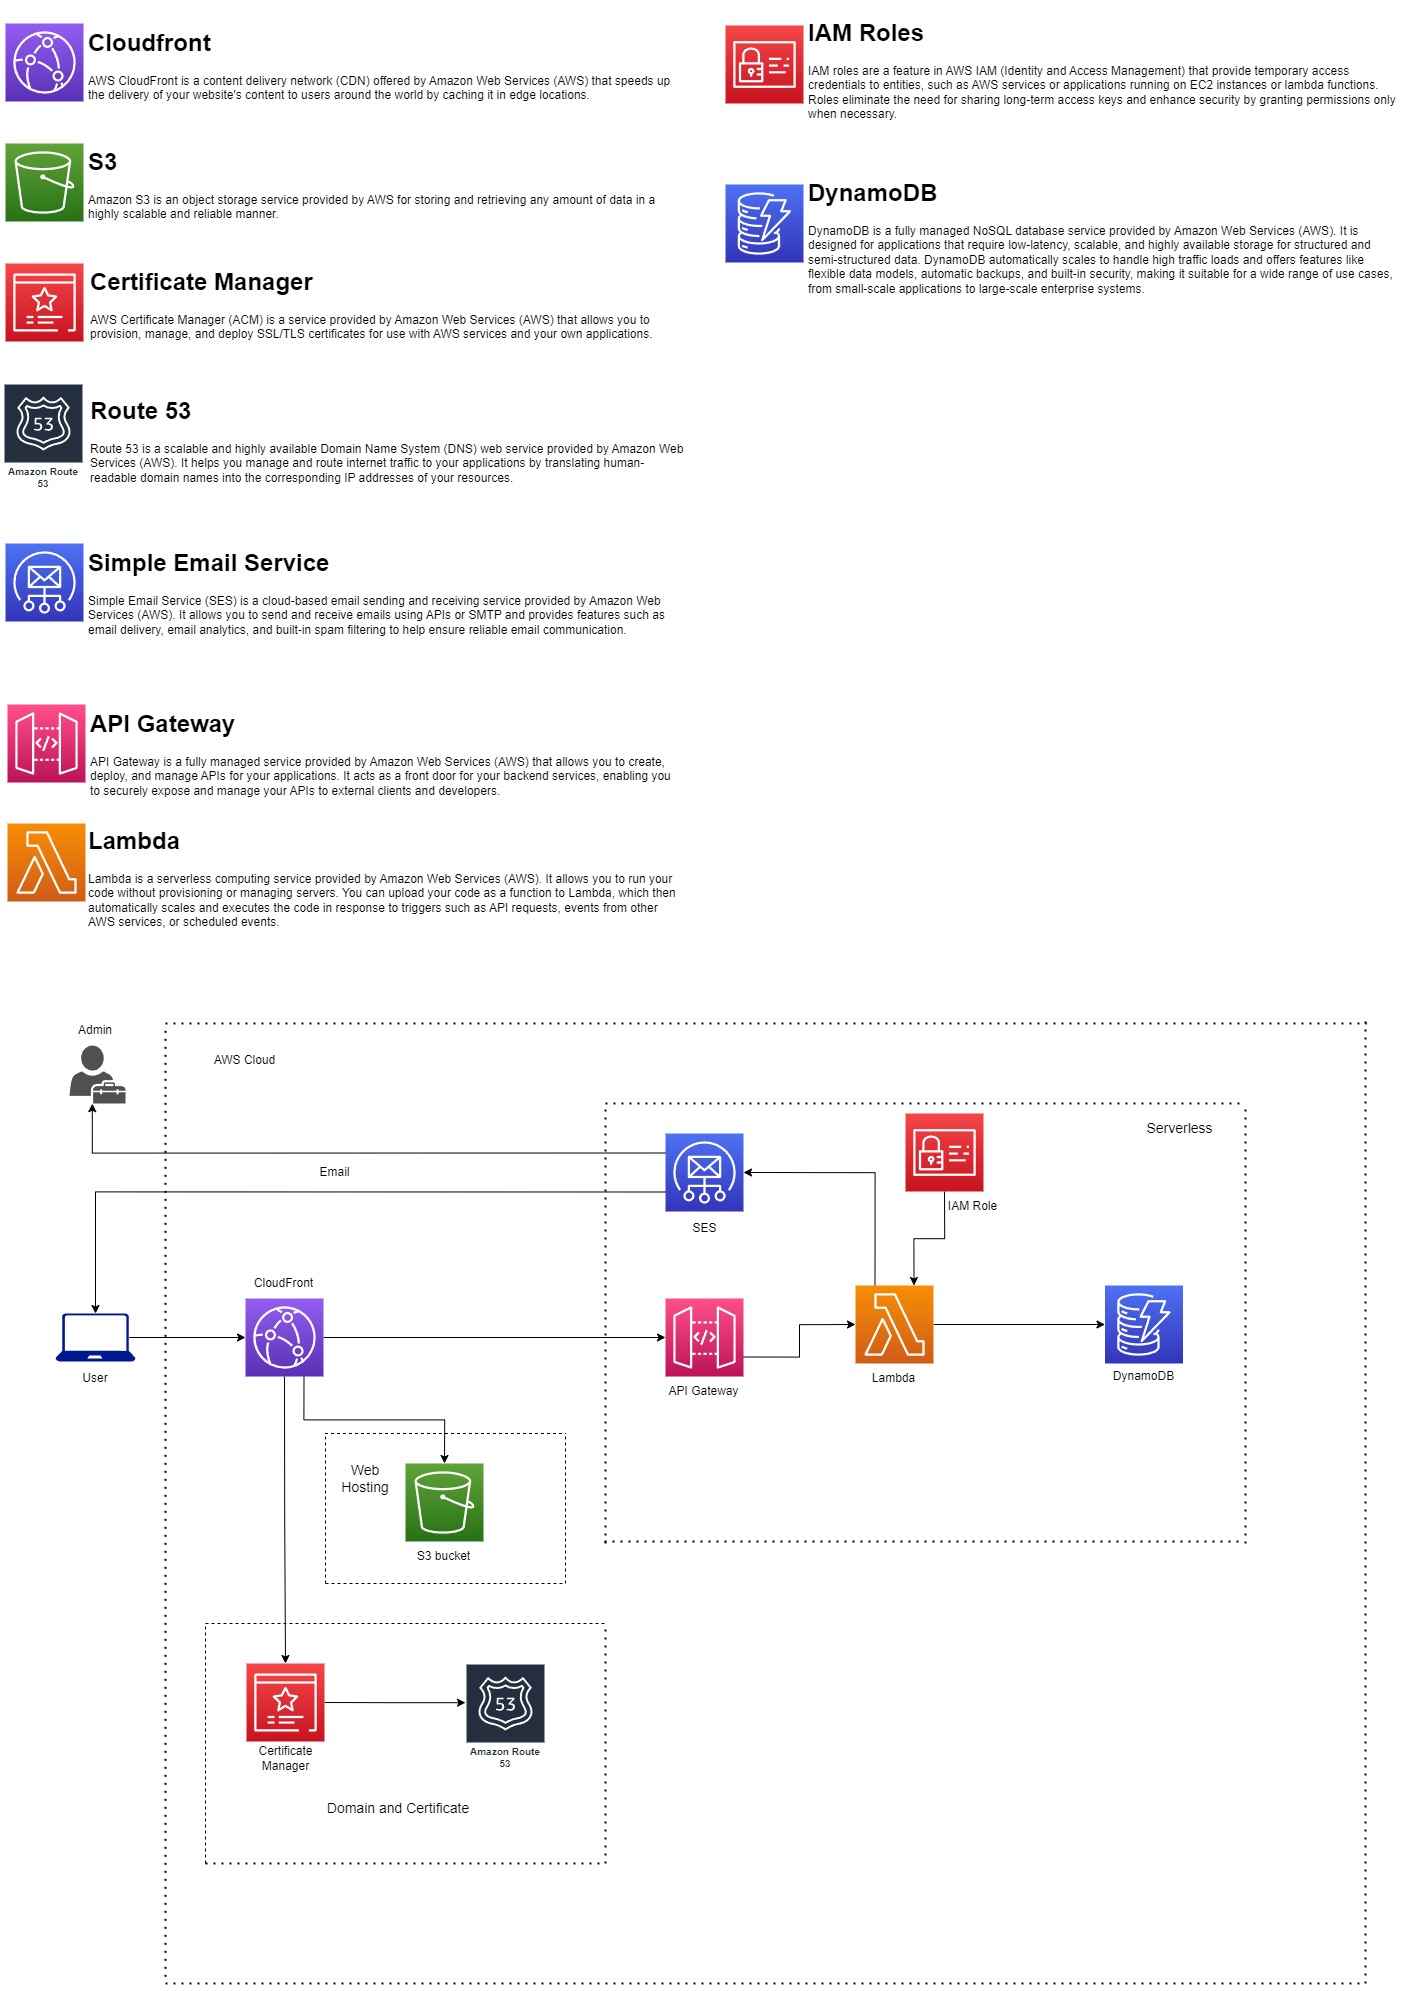 Cloudfront
AWS CloudFront is a content delivery network (CDN) offered by Amazon Web Services (AWS) that speeds up
the delivery of your website's content to users around the world by caching it in edge locations.
S3
Amazon S3 is an object storage service provided by AWS for storing and retrieving any amount of data in a
highly scalable and reliable manner.
Certificate Manager
AWS Certificate Manager (ACM) is a service provided by Amazon Web Services (AWS) that allows you to
provision, manage, and deploy SSL/TLS certificates for use with AWS services and your own applications.
53
Amazon Route
53
Route 53
Route 53 is a scalable and highly available Domain Name System (DNS) web service provided by Amazon Web
Services (AWS). It helps you manage and route internet traffic to your applications by translating human-
readable domain names into the corresponding IP addresses of your resources.
Simple Email Service
Simple Email Service (SES) is a cloud-based email sending and receiving service provided by Amazon Web
Services (AWS). It allows you to send and receive emails using APIs or SMTP and provides features such as
email delivery, email analytics, and built-in spam filtering to help ensure reliable email communication.
</>
API Gateway
API Gateway is a fully managed service provided by Amazon Web Services (AWS) that allows you to create,
deploy, and manage APIs for your applications. It acts as a front door for your backend services, enabling you
to securely expose and manage your APIs to external clients and developers.
Lambda
Lambda is a serverless computing service provided by Amazon Web Services (AWS). It allows you to run your
code without provisioning or managing servers. You can upload your code as a function to Lambda, which then
automatically scales and executes the code in response to triggers such as API requests, events from other
AWS services, or scheduled events.
IAM Roles
IAM roles are a feature in AWS IAM (Identity and Access Management) that provide temporary access
credentials to entities, such as AWS services or applications running on EC2 instances or lambda functions.
Roles eliminate the need for sharing long-term access keys and enhance security by granting permissions only
when necessary.
DynamoDB
DynamoDB is a fully managed NoSQL database service provided by Amazon Web Services (AWS). It is
designed for applications that require low-latency, scalable, and highly available storage for structured and
semi-structured data. DynamoDB automatically scales to handle high traffic loads and offers features like
flexible data models, automatic backups, and built-in security, making it suitable for a wide range of use cases,
from small-scale applications to large-scale enterprise systems.
Admin
AWS Cloud
Serverless
Email
IAM Role
SES
CloudFront
</>
User
API Gateway
Lambda
DynamoDB
Web
Hosting
S3 bucket
53
Certificate
Manager
Amazon Route
53
Domain and Certificate